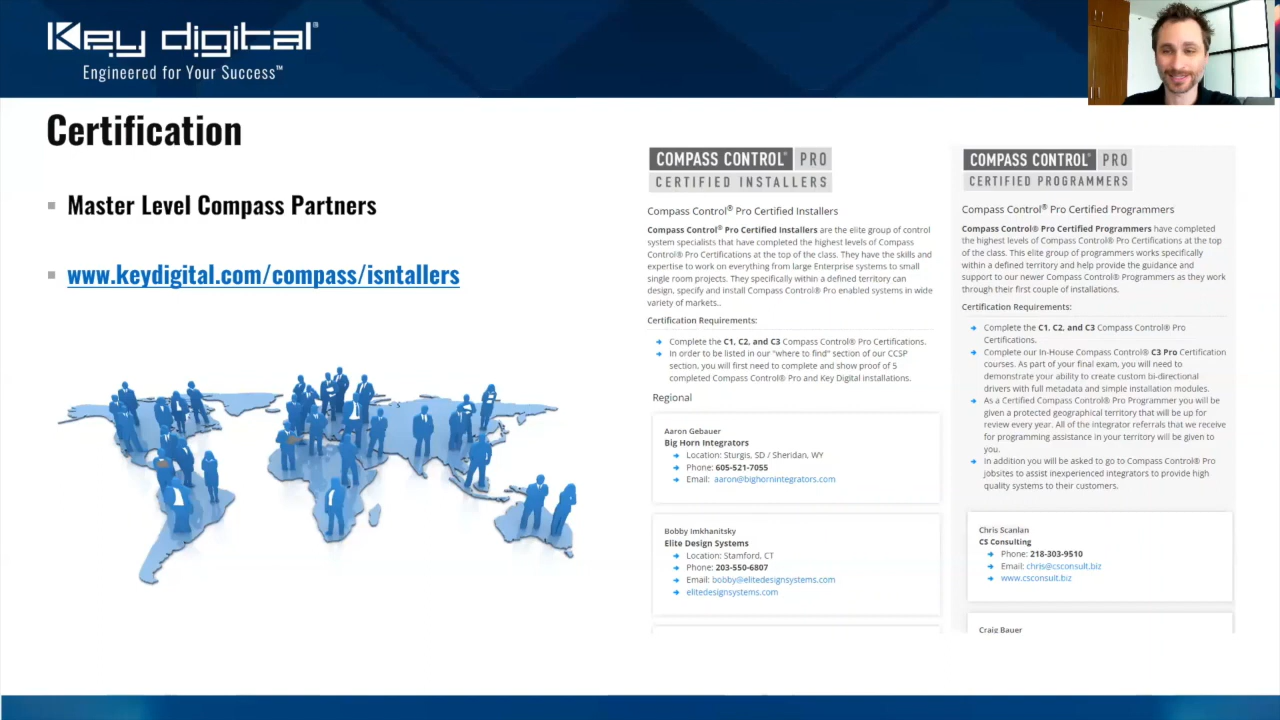 Key digital®
Engineered for Your Success™
Certification
Master Level Compass Partners
www.keydigital.com/compass/isntallers
COMPASS CONTROL® PRO
CERTIFIED INSTALLERS
Compass Control® Pro Certified Installers
Compass Control® Pro Certified Installers are the elite group of control
system specialists that have completed the highest levels of Compass
Control® Pro Certifications at the top of the class. They have the skills and
expertise to work on everything from large Enterprise systems to small
single room projects. They specifically within a defined territory can
design, specify and install Compass Control® Pro enabled systems in wide
variety of markets..
Certification Requirements:
Complete the C1, C2, and C3 Compass Control® Pro Certifications.
In order to be listed in our "where to find" section of our CCSP
section, you will first need to complete and show proof of 5
completed Compass Control® Pro and Key Digital installations.
Regional
Aaron Gebauer
Big Horn Integrators
Location: Sturgis, SD / Sheridan, WY
Phone: 605-521-7055
Email: aaron@bighornintegrators.com
Bobby Imkhanitsky
Elite Design Systems
Location: Stamford, CT
Phone: 203-550-6807
Email: bobby@elitedesignsystems.com
elitedesignsystems.com
COMPASS CONTROL® PRO
CERTIFIED PROGRAMMERS
Compass Control® Pro Certified Programmers
Compass Control® Pro Certified Programmers have completed
the highest levels of Compass Control® Pro Certifications at the top
of the class. This elite group of programmers works specifically
within a defined territory and help provide the guidance and
support to our newer Compass Control® Programmers as they work
through their first couple of installations.
Certification Requirements:
Complete the C1, C2, and C3 Compass Control® Pro
Certifications.
Complete our In-House Compass Control® C3 Pro Certification
courses. As part of your final exam, you will need to
demonstrate your ability to create custom bi-directional
drivers with full metadata and simple installation modules.
As a Certified Compass Control® Pro Programmer you will be
given a protected geographical territory that will be up for
review every year. All of the integrator referrals that we receive
for programming assistance in your territory will be given to
you.
In addition you will be asked to go to Compass Control® Pro
jobsites to assist inexperienced integrators to provide high
quality systems to their customers.
Chris Scanlan
CS Consulting
Phone: 218-303-9510
Email: chris@csconsult.biz
www.csconsult.biz
Craig Bauer